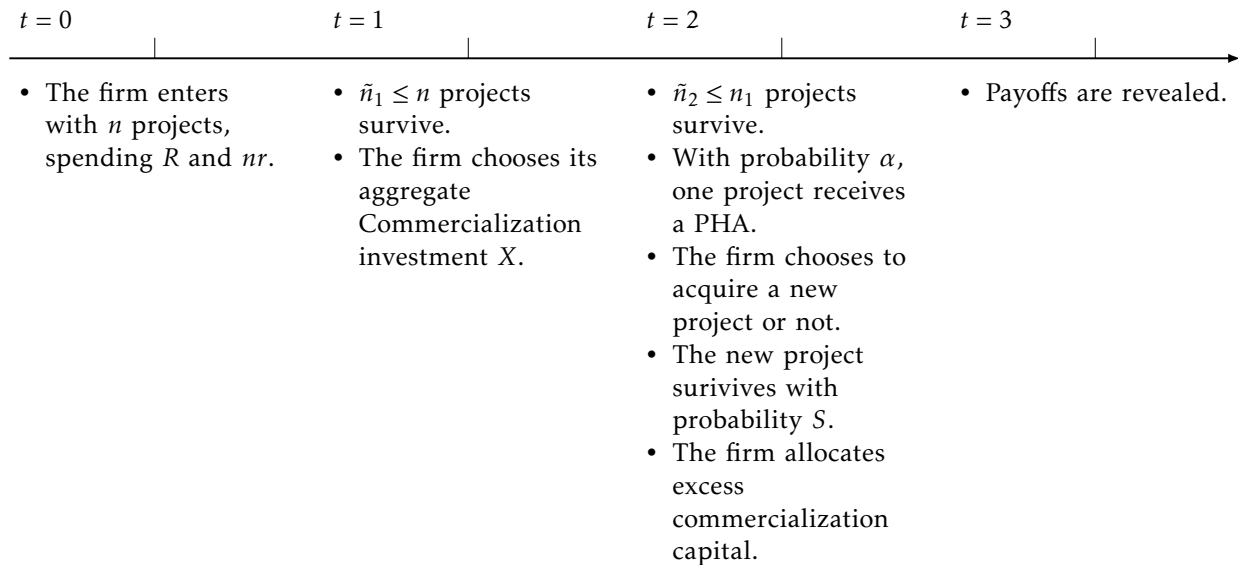 t = 0
t = 1
t = 2
t = 3
• The firm enters
with n projects,
spending R and nr.
• ñ₁ ≤ n projects
survive.
• The firm chooses its
aggregate
Commercialization
investment X.
• ñ₂ ≤ n₁ projects
survive.
• With probability α,
one project receives
a PHA.
• The firm chooses to
acquire a new
project or not.
• The new project
surivives with
probability S.
• The firm allocates
excess
commercialization
capital.
• Payoffs are revealed.